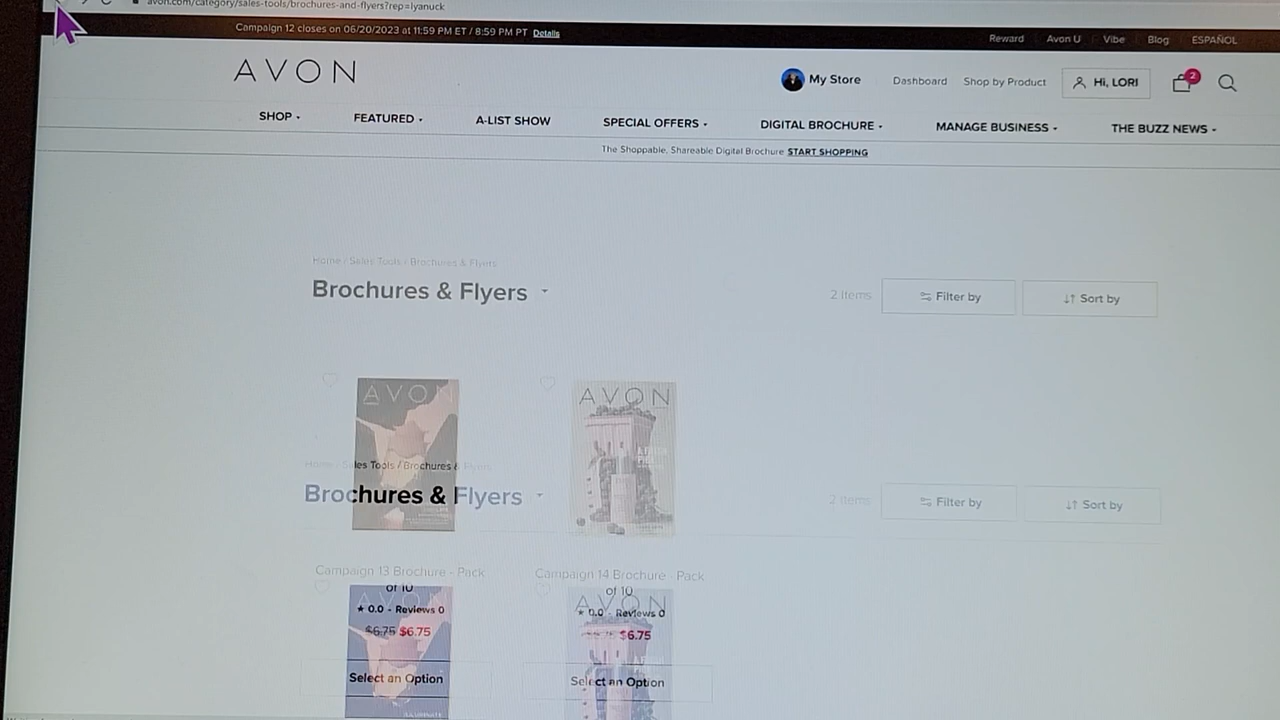 avon.com/category/sales-tools/brochures-and-flyers?rep=lyanuck
Campaign 12 closes on 06/20/2023 at 11:59 PM ET / 8:59 PM PT Details
Reward Avon U Vibe Blog ESPAÑOL
AVON
My Store Dashboard Shop by Product Hi, LORI 2
SHOP FEATURED A-LIST SHOW SPECIAL OFFERS DIGITAL BROCHURE MANAGE BUSINESS THE BUZZ NEWS
The Shoppable, Shareable Digital Brochure START SHOPPING
Home / Sales Tools / Brochures & Flyers
Brochures & Flyers
2 Items Filter by Sort by
AVON AVON
Home / Sales Tools / Brochures & Flyers
Brochures & Flyers
2 Items Filter by Sort by
Campaign 13 Brochure - Pack of 10
Campaign 14 Brochure - Pack of 10
AVON AVON
★ 0.0 - Reviews 0
★ 0.0 - Reviews 0
$6.75 $6.75
$6.75
Select an Option
Select an Option